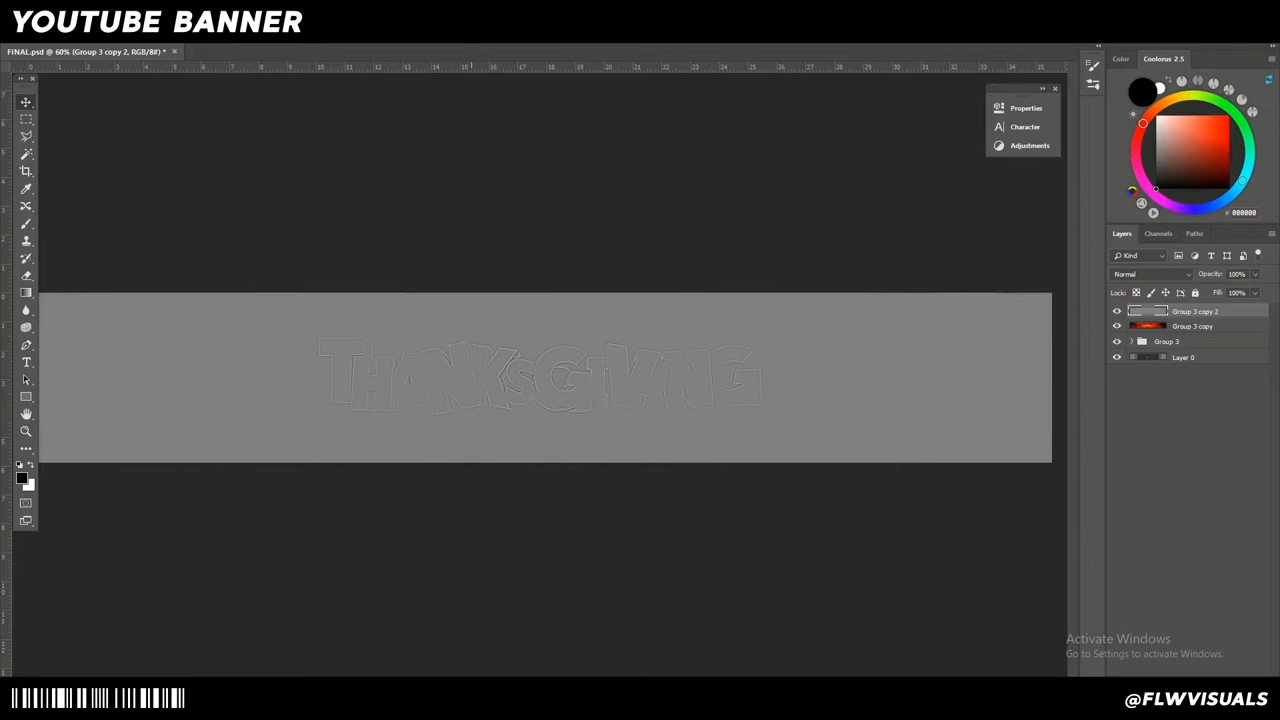 YOUTUBE BANNER
FINAL.psd @ 60% (Group 3 copy 2, RGB/8#) *
Color
Coolorus 2.5
Properties
Character
Adjustments
# 000000
Layers
Channels
Paths
Kind
Normal
Opacity: 100%
Lock:
Fill: 100%
Group 3 copy 2
Group 3 copy
Group 3
Layer 0
THANKSGIVING
Activate Windows
Go to Settings to activate Windows.
@FLWVISUALS